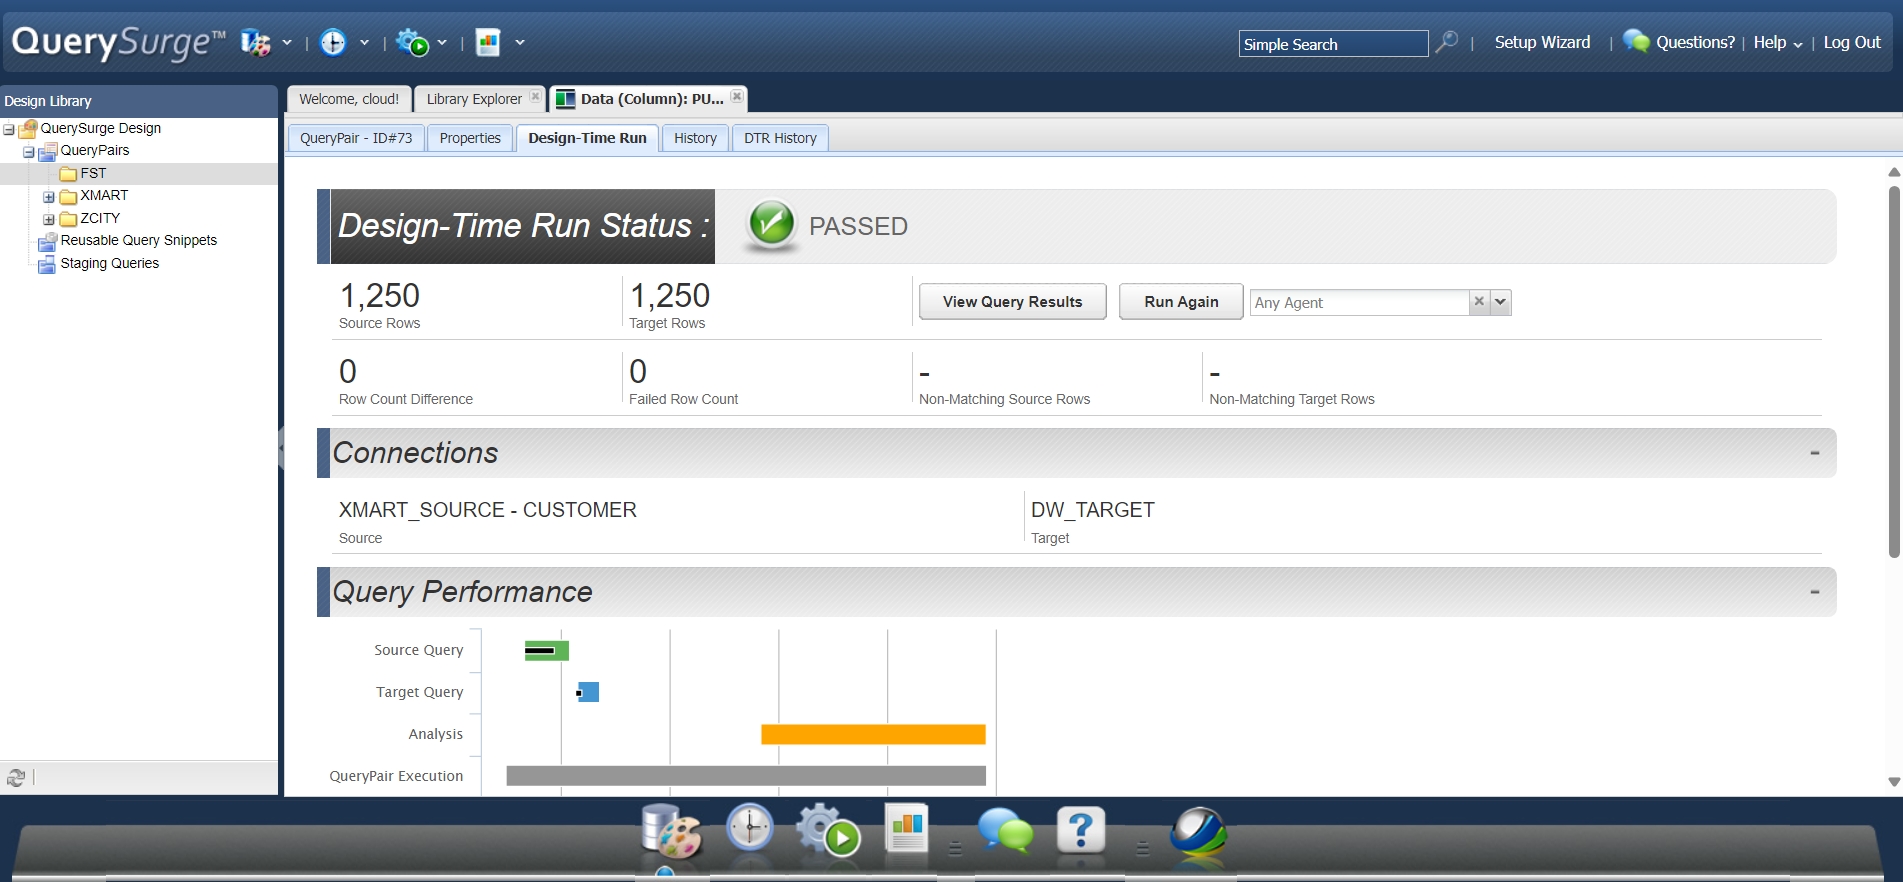 QuerySurge™
Simple Search
Setup Wizard
Questions?
Help
Log Out
Design Library
Welcome, cloud!
Library Explorer
Data (Column): PU...
QuerySurge Design
QueryPairs
FST
XMART
ZCITY
Reusable Query Snippets
Staging Queries
QueryPair - ID#73
Properties
Design-Time Run
History
DTR History
Design-Time Run Status :
PASSED
1,250
Source Rows
1,250
Target Rows
View Query Results
Run Again
Any Agent
0
Row Count Difference
0
Failed Row Count
-
Non-Matching Source Rows
-
Non-Matching Target Rows
Connections
XMART_SOURCE - CUSTOMER
Source
DW_TARGET
Target
Query Performance
Source Query
Target Query
Analysis
QueryPair Execution
?